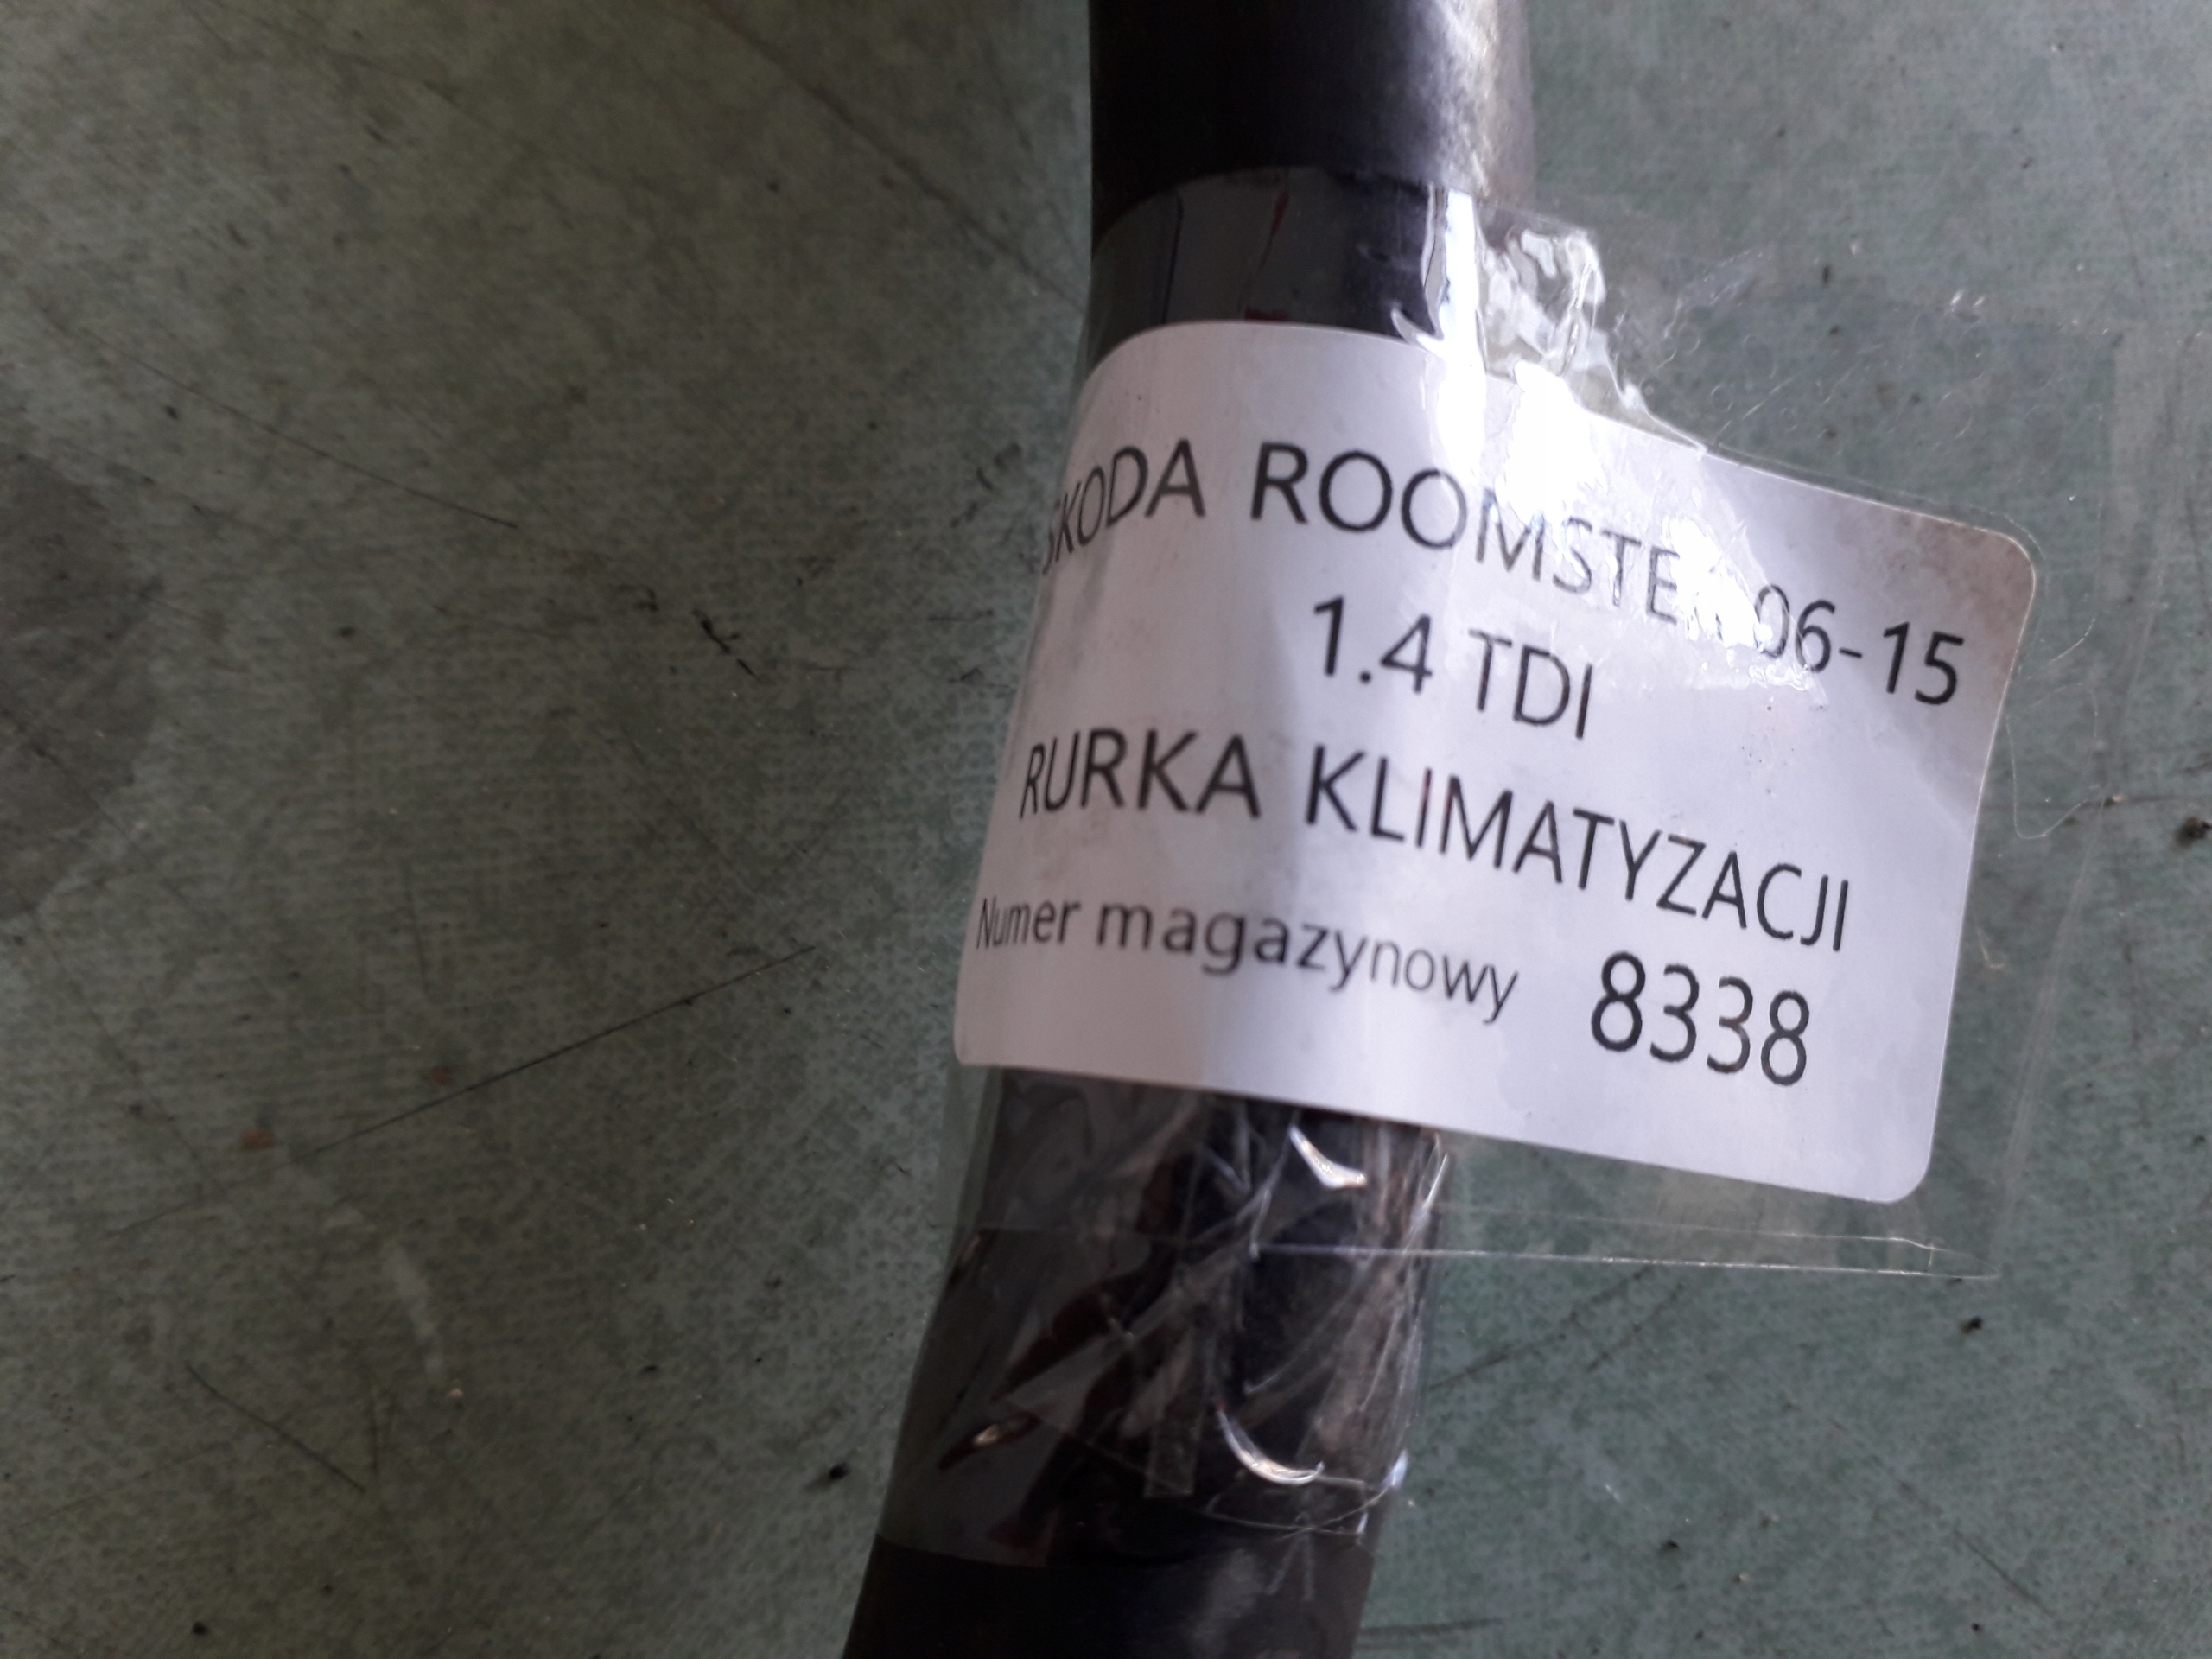 SKODA ROOMSTER 06-15
1.4 TDI
RURKA KLIMATYZACJI
Numer magazynowy 8338